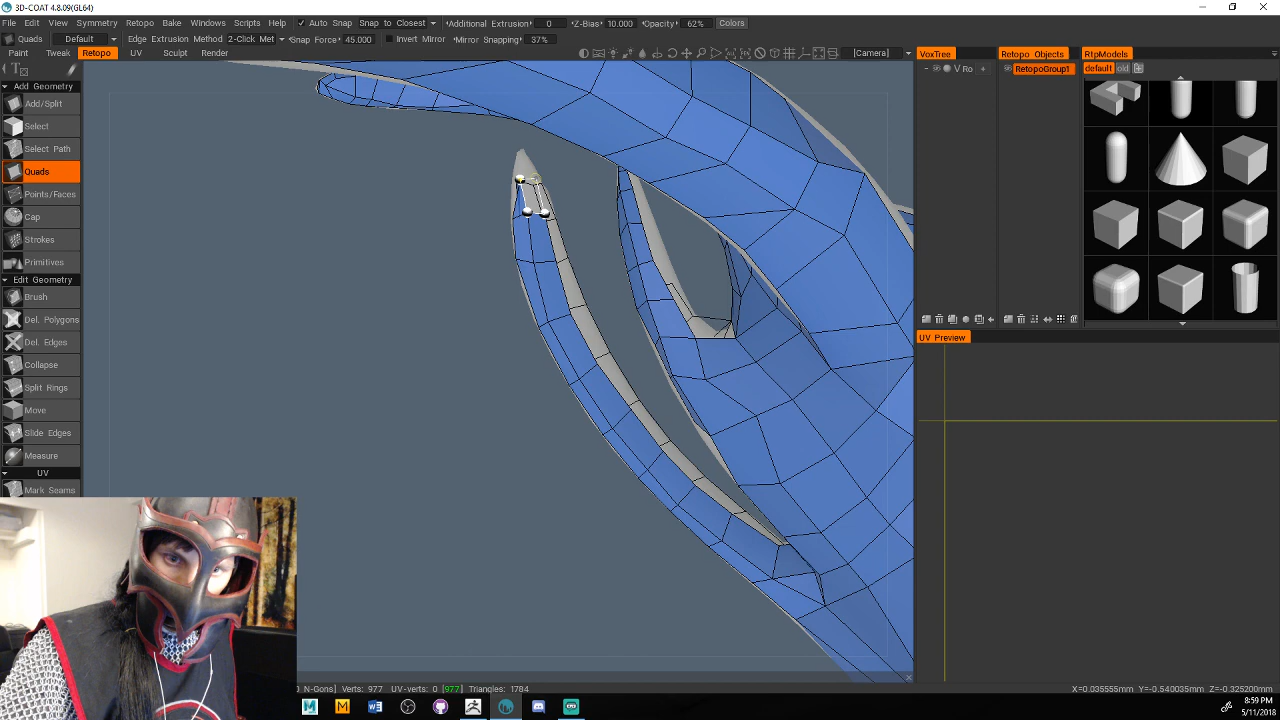 3D-COAT 4.8.09(GL64)
File Edit View Symmetry Retopo Bake Windows Scripts Help Auto Snap Snap to Closest Additional Extrusion 0 Z-Bias 10.000 Opacity 62% Colors
Quads Default Edge Extrusion Method 2-Click Met Snap Force 45.000 Invert Mirror Mirror Snapping 37% [Camera]
Paint Tweak Retopo UV Sculpt Render
VoxTree
Retopo Objects
RtpModels
V Ro +
RetopoGroup1
default old
Add Geometry
Add/Split
Select
Select Path
Quads
Points/Faces
Cap
Strokes
Primitives
Edit Geometry
Brush
Del. Polygons
Del. Edges
Collapse
Split Rings
Move
Slide Edges
Measure
UV
Mark Seams
UV Preview
N-Gons] Verts: 977 UV-verts: 0 [977] Triangles: 1784
X=0.035555mm Y=-0.540035mm Z=-0.325200mm
8:59 PM
5/11/2018